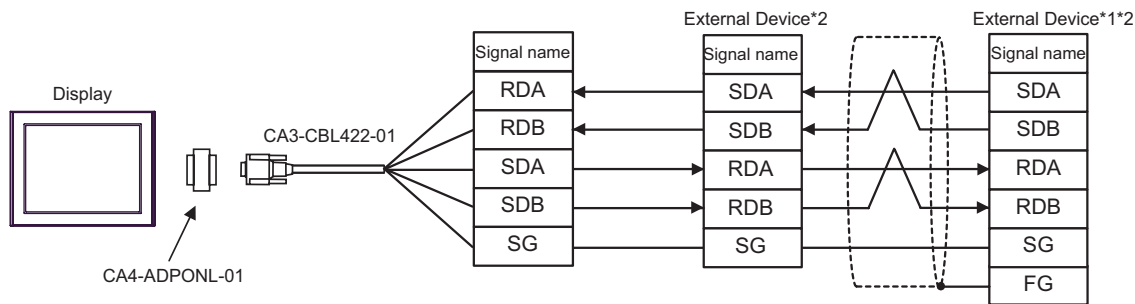 Display
CA4-ADPONL-01
CA3-CBL422-01
Signal name
RDA
RDB
SDA
SDB
SG
External Device*2
Signal name
SDA
SDB
RDA
RDB
SG
External Device*1*2
Signal name
SDA
SDB
RDA
RDB
SG
FG